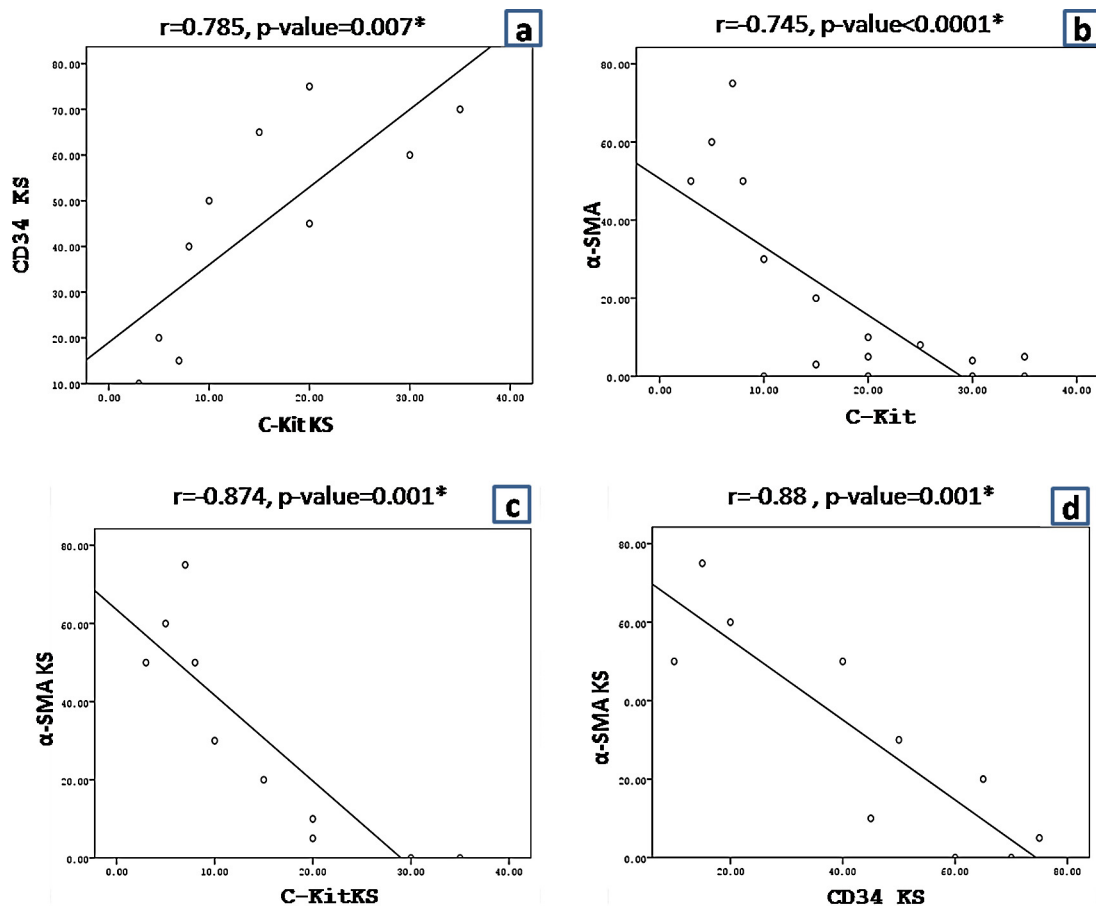 r=0.785, p-value=0.007*
a
80.00
70.00
60.00
50.00
40.00
30.00
20.00
10.00
CD34 KS
0.00 10.00 20.00 30.00 40.00
C-Kit KS
r=-0.745, p-value<0.0001*
b
80.00
60.00
40.00
20.00
0.00
α-SMA
0.00 10.00 20.00 30.00 40.00
C-Kit
r=-0.874, p-value=0.001*
c
80.00
60.00
40.00
20.00
0.00
α-SMA KS
0.00 10.00 20.00 30.00 40.00
C-KitKS
r=-0.88 , p-value=0.001*
d
80.00
60.00
0.00
20.00
0.00
α-SMA KS
20.00 40.00 60.00 80.00
CD34 KS